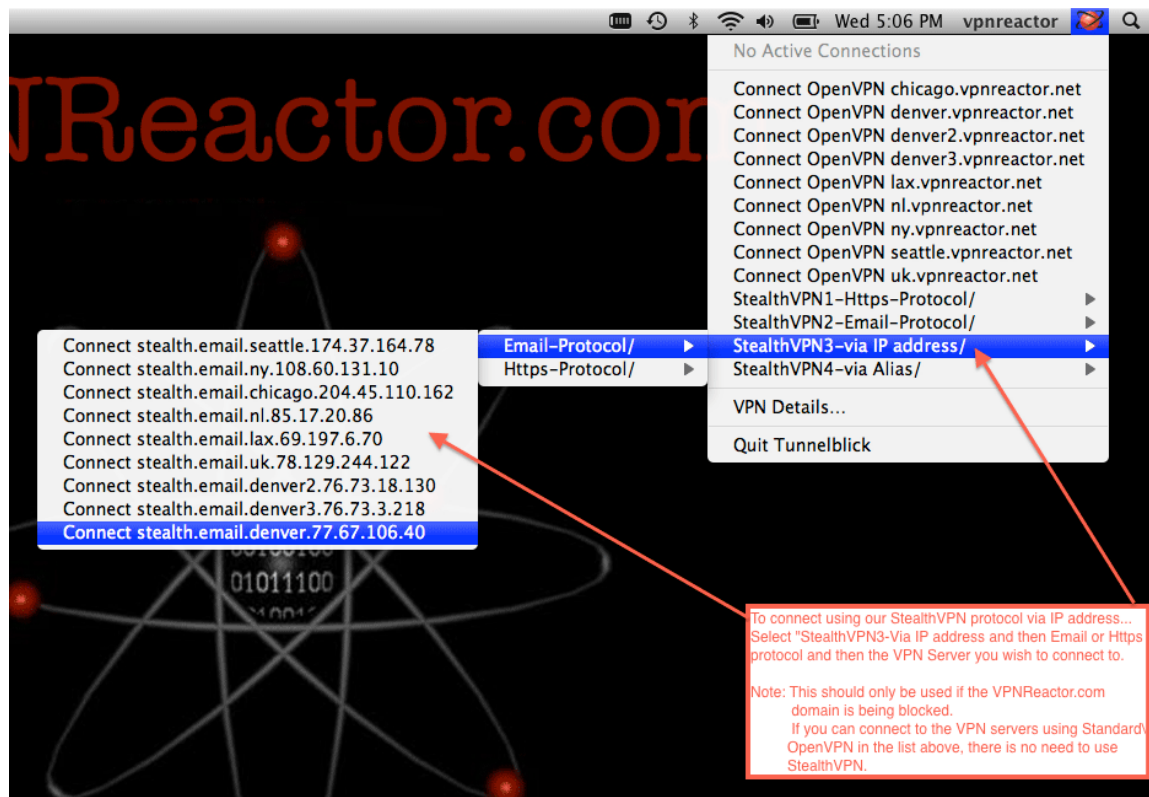 Wed 5:06 PM vpnreactor
NReactor.com
No Active Connections
Connect OpenVPN chicago.vpnreactor.net
Connect OpenVPN denver.vpnreactor.net
Connect OpenVPN denver2.vpnreactor.net
Connect OpenVPN denver3.vpnreactor.net
Connect OpenVPN lax.vpnreactor.net
Connect OpenVPN nl.vpnreactor.net
Connect OpenVPN ny.vpnreactor.net
Connect OpenVPN seattle.vpnreactor.net
Connect OpenVPN uk.vpnreactor.net
StealthVPN1-Https-Protocol/
StealthVPN2-Email-Protocol/
StealthVPN3-via IP address/
StealthVPN4-via Alias/
VPN Details...
Quit Tunnelblick
Email-Protocol/
Https-Protocol/
Connect stealth.email.seattle.174.37.164.78
Connect stealth.email.ny.108.60.131.10
Connect stealth.email.chicago.204.45.110.162
Connect stealth.email.nl.85.17.20.86
Connect stealth.email.lax.69.197.6.70
Connect stealth.email.uk.78.129.244.122
Connect stealth.email.denver2.76.73.18.130
Connect stealth.email.denver3.76.73.3.218
Connect stealth.email.denver.77.67.106.40
01011100
To connect using our StealthVPN protocol via IP address...
Select "StealthVPN3-Via IP address and then Email or Https
protocol and then the VPN Server you wish to connect to.
Note: This should only be used if the VPNReactor.com
domain is being blocked.
If you can connect to the VPN servers using Standard\
OpenVPN in the list above, there is no need to use
StealthVPN.